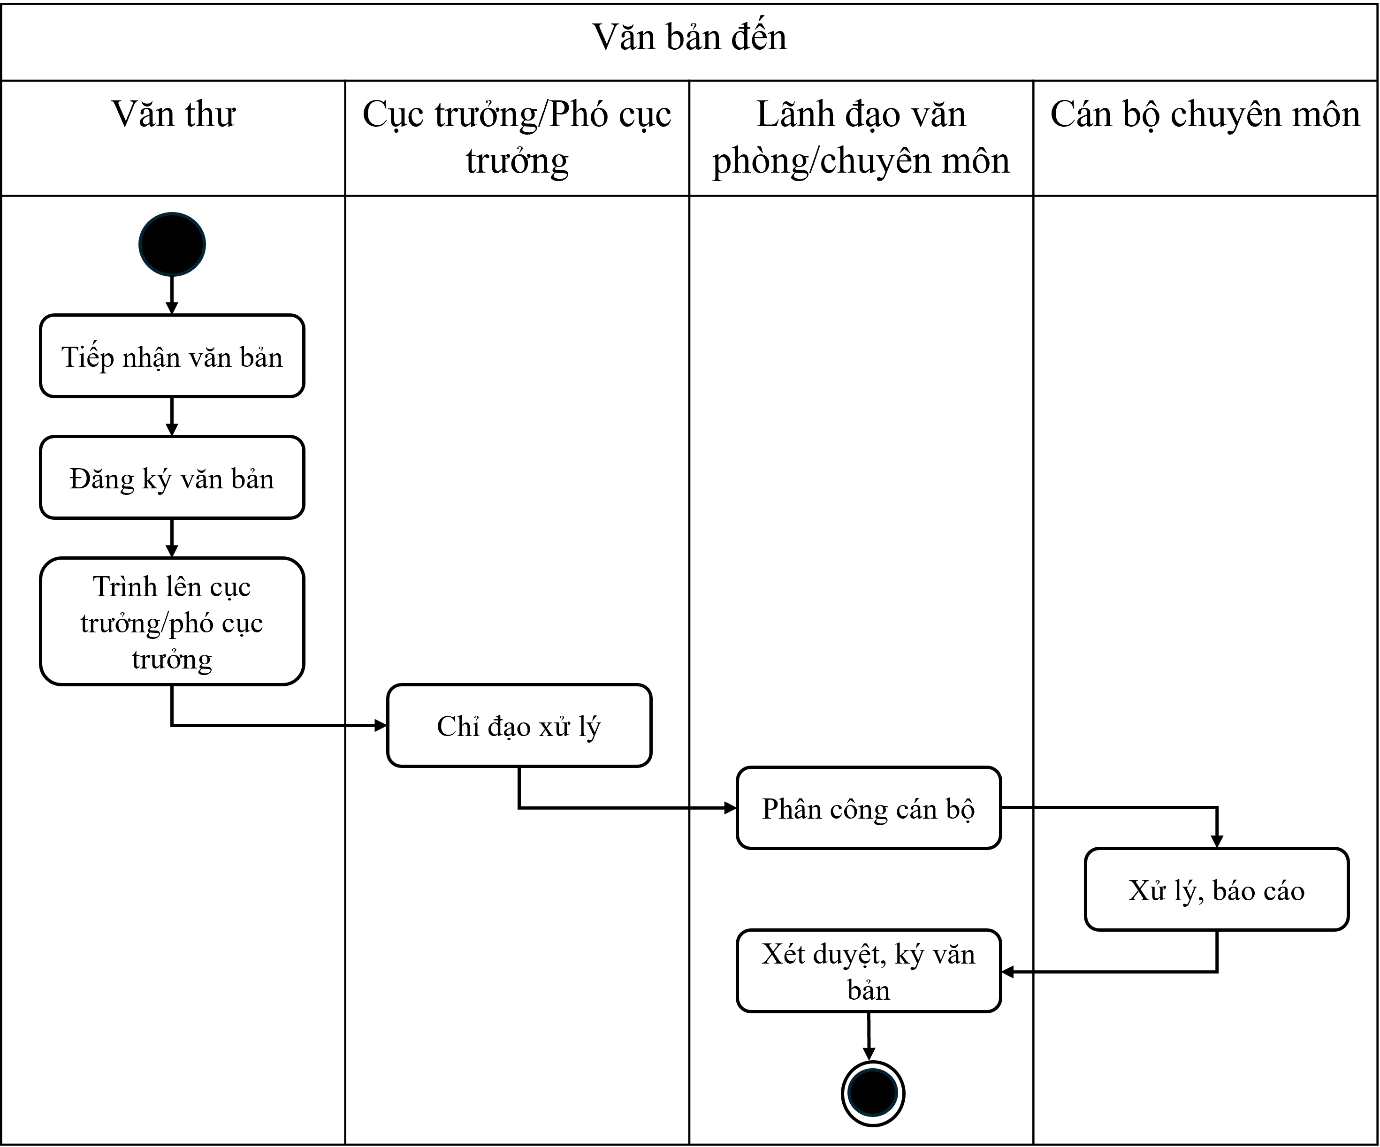 Văn bản đến
Văn thư
Cục trưởng/Phó cục
trưởng
Lãnh đạo văn
phòng/chuyên môn
Cán bộ chuyên môn
Tiếp nhận văn bản
Đăng ký văn bản
Trình lên cục
trưởng/phó cục
trưởng
Chỉ đạo xử lý
Phân công cán bộ
Xử lý, báo cáo
Xét duyệt, ký văn
bản